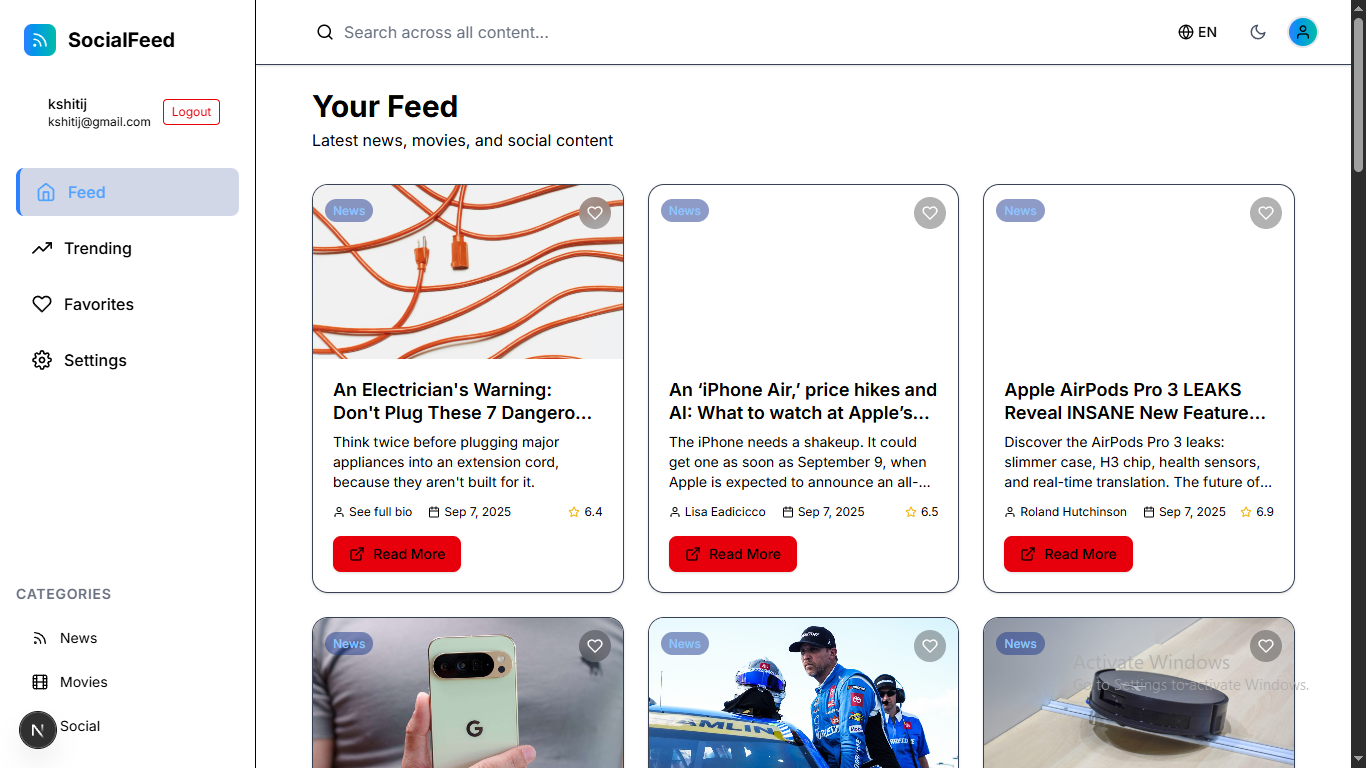 SocialFeed
Search across all content...
EN
kshitij
kshitij@gmail.com
Logout
Feed
Trending
Favorites
Settings
CATEGORIES
News
Movies
Social
N
Your Feed
Latest news, movies, and social content
News
An Electrician's Warning:
Don't Plug These 7 Dangero...
Think twice before plugging major
appliances into an extension cord,
because they aren't built for it.
See full bio
Sep 7, 2025
6.4
Read More
News
An ‘iPhone Air,’ price hikes and
AI: What to watch at Apple’s...
The iPhone needs a shakeup. It could
get one as soon as September 9, when
Apple is expected to announce an all-...
Lisa Eadicicco
Sep 7, 2025
6.5
Read More
News
Apple AirPods Pro 3 LEAKS
Reveal INSANE New Feature...
Discover the AirPods Pro 3 leaks:
slimmer case, H3 chip, health sensors,
and real-time translation. The future of...
Roland Hutchinson
Sep 7, 2025
6.9
Read More
News
G
News
AMLIN
News
Activate Windows
Go to Settings to activate Windows.